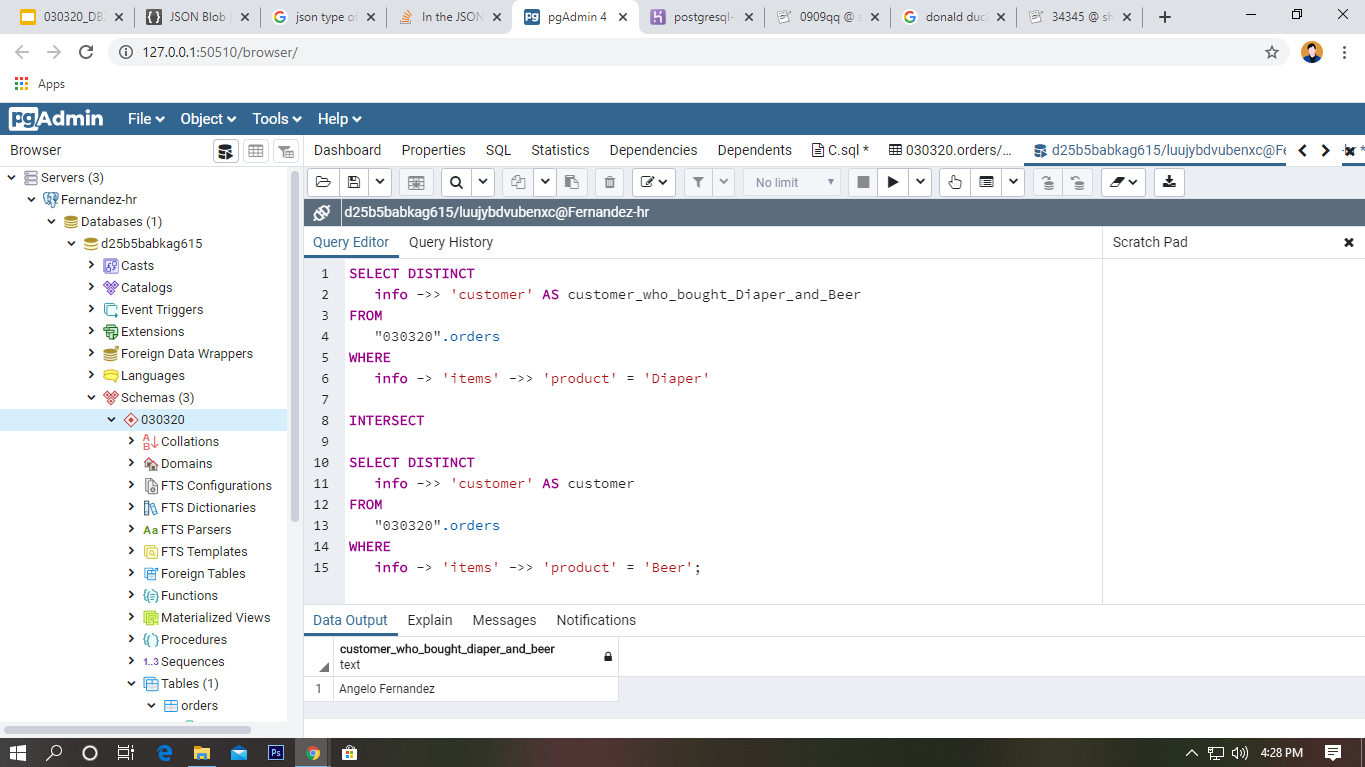 030320_DB2
JSON Blob
json type of
In the JSON
pgAdmin 4
postgresql-
0909qq @ s
donald duc
34345 @ sh
127.0.0.1:50510/browser/
Apps
pgAdmin File Object Tools Help
Browser
Dashboard Properties SQL Statistics Dependencies Dependents C.sql * 030320.orders/... d25b5babkag615/luujybdvubenxc@Fe
No limit
d25b5babkag615/luujybdvubenxc@Fernandez-hr
Query Editor Query History
Scratch Pad
Servers (3)
Fernandez-hr
Databases (1)
d25b5babkag615
Casts
Catalogs
Event Triggers
Extensions
Foreign Data Wrappers
Languages
Schemas (3)
030320
Collations
Domains
FTS Configurations
FTS Dictionaries
Aa FTS Parsers
FTS Templates
Foreign Tables
Functions
Materialized Views
Procedures
1..3 Sequences
Tables (1)
orders
1 SELECT DISTINCT
2 info ->> 'customer' AS customer_who_bought_Diaper_and_Beer
3 FROM
4 "030320".orders
5 WHERE
6 info -> 'items' ->> 'product' = 'Diaper'
7
8 INTERSECT
9
10 SELECT DISTINCT
11 info ->> 'customer' AS customer
12 FROM
13 "030320".orders
14 WHERE
15 info -> 'items' ->> 'product' = 'Beer';
Data Output Explain Messages Notifications
customer_who_bought_diaper_and_beer
text
1 Angelo Fernandez
Ps
4:28 PM